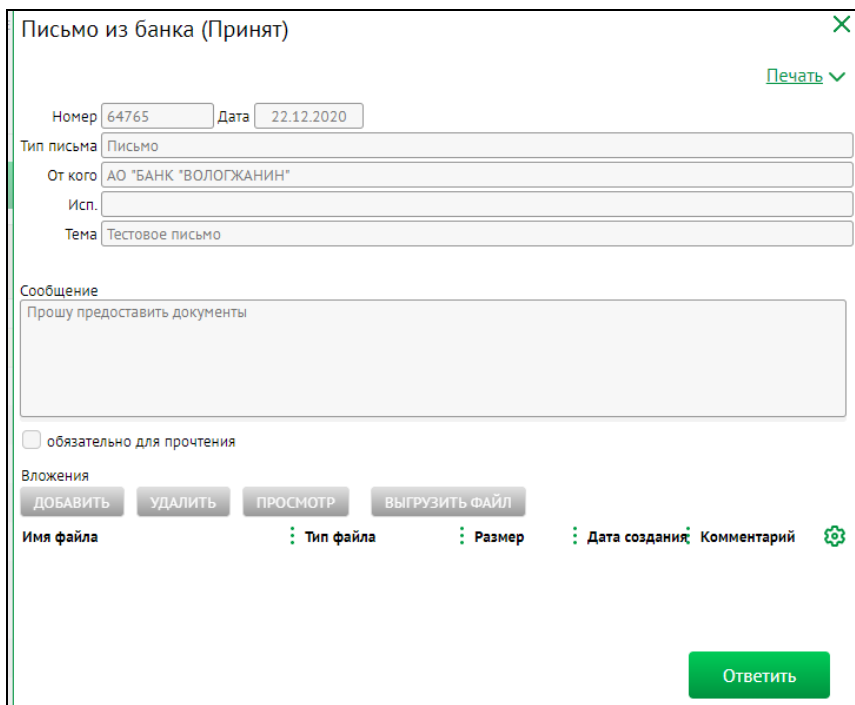 Письмо из банка (Принят)
Печать
Номер 64765 Дата 22.12.2020
Тип письма Письмо
От кого АО "БАНК "ВОЛОГЖАНИН"
Исп.
Тема Тестовое письмо
Сообщение
Прошу предоставить документы
обязательно для прочтения
Вложения
ДОБАВИТЬ УДАЛИТЬ ПРОСМОТР ВЫГРУЗИТЬ ФАЙЛ
Имя файла Тип файла Размер Дата создания Комментарий
Ответить